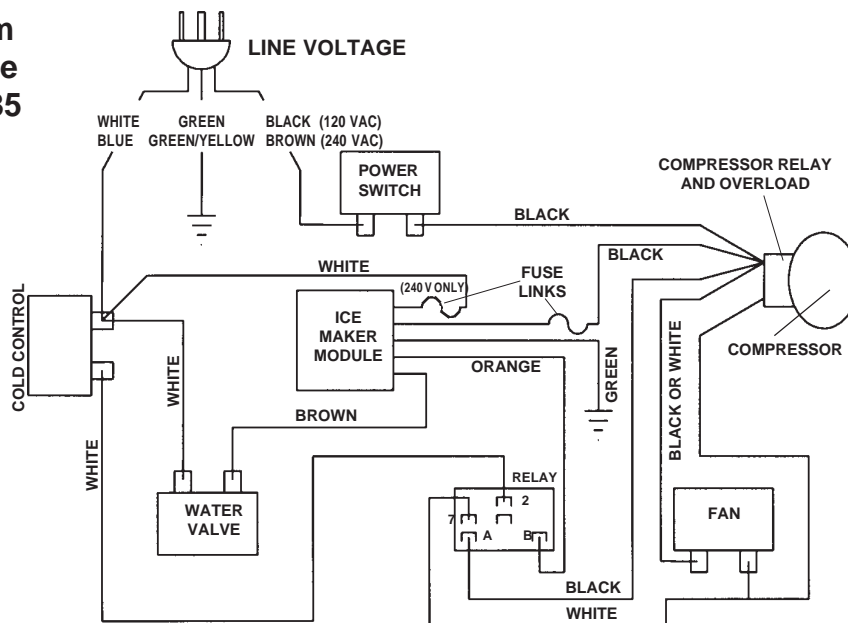 LINE VOLTAGE
WHITE
BLUE
GREEN
GREEN/YELLOW
BLACK (120 VAC)
BROWN (240 VAC)
POWER
SWITCH
COMPRESSOR RELAY
AND OVERLOAD
BLACK
BLACK
WHITE
(240 V ONLY)
FUSE
LINKS
COLD CONTROL
ICE
MAKER
MODULE
COMPRESSOR
ORANGE
GREEN
BLACK OR WHITE
WHITE
BROWN
WHITE
WATER
VALVE
RELAY
2
7
A
B
FAN
BLACK
WHITE